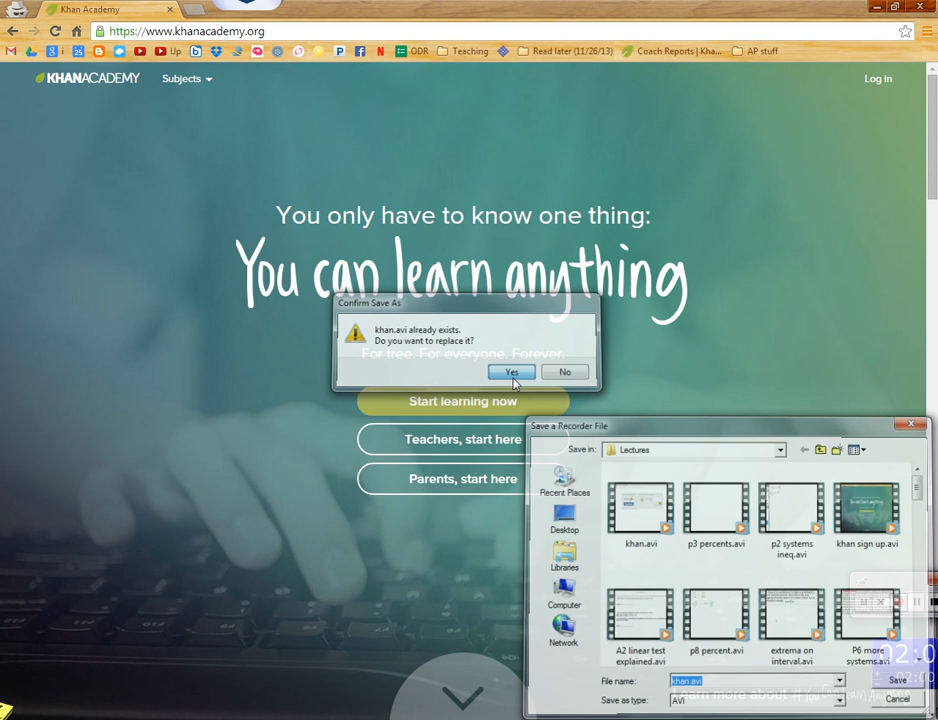 Khan Academy
https://www.khanacademy.org
Up
ODR
Teaching
Read later (11/26/13)
Coach Reports | Kha...
AP stuff
KHANACADEMY
Subjects
Log in
You only have to know one thing:
You can learn anything
Confirm Save As
khan.avi already exists.
Do you want to replace it?
For free. For everyone. Forever.
Yes
No
Start learning now
Teachers, start here
Parents, start here
Save a Recorder File
Save in:
Lectures
Recent Places
Desktop
Libraries
Computer
Network
khan.avi
p3 percents.avi
p2 systems
ineq.avi
khan sign up.avi
A2 linear test
explained.avi
p8 percent.avi
extrema on
interval.avi
P6 more
systems.avi
File name:
khan.avi
Save
Save as type:
AVI
Cancel
Learn more about